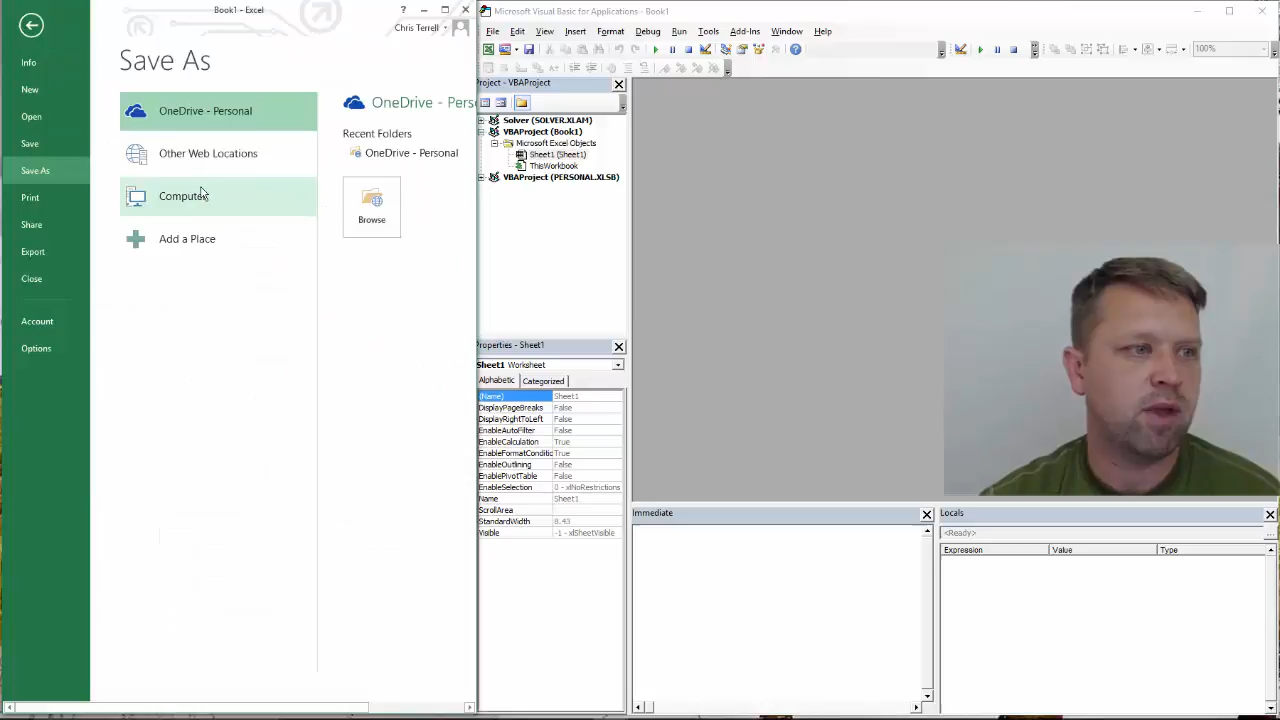 Book1 - Excel
?
Chris Terrell
Save As
Info
New
Open
Save
Save As
Print
Share
Export
Close
Account
Options
OneDrive - Personal
Other Web Locations
Computer
Add a Place
OneDrive - Perso
Recent Folders
OneDrive - Personal
Browse
Microsoft Visual Basic for Applications - Book1
File Edit View Insert Format Debug Run Tools Add-Ins Window Help
100%
Project - VBAProject
Solver (SOLVER.XLAM)
VBAProject (Book1)
Microsoft Excel Objects
Sheet1 (Sheet1)
ThisWorkbook
VBAProject (PERSONAL.XLSB)
Properties - Sheet1
Sheet1 Worksheet
Alphabetic Categorized
(Name) Sheet1
DisplayPageBreaks False
DisplayRightToLeft False
EnableAutoFilter False
EnableCalculation True
EnableFormatConditio True
EnableOutlining False
EnablePivotTable False
EnableSelection 0 - xlNoRestrictions
Name Sheet1
ScrollArea
StandardWidth 8.43
Visible -1 - xlSheetVisible
Immediate
Locals
<Ready>
Expression Value Type